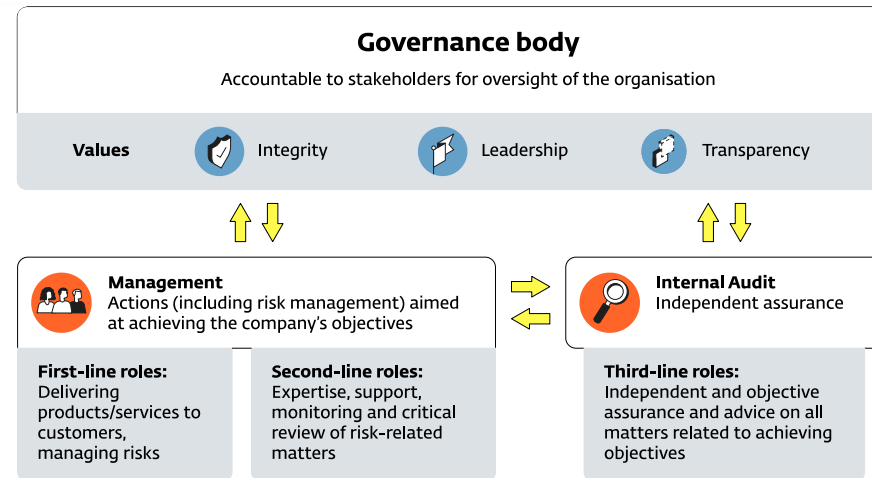 Governance body
Accountable to stakeholders for oversight of the organisation
Values
Integrity
Leadership
Transparency
Management
Actions (including risk management) aimed
at achieving the company’s objectives
Internal Audit
Independent assurance
First-line roles:
Delivering
products/services to
customers,
managing risks
Second-line roles:
Expertise, support,
monitoring and critical
review of risk-related
matters
Third-line roles:
Independent and objective
assurance and advice on all
matters related to achieving
objectives